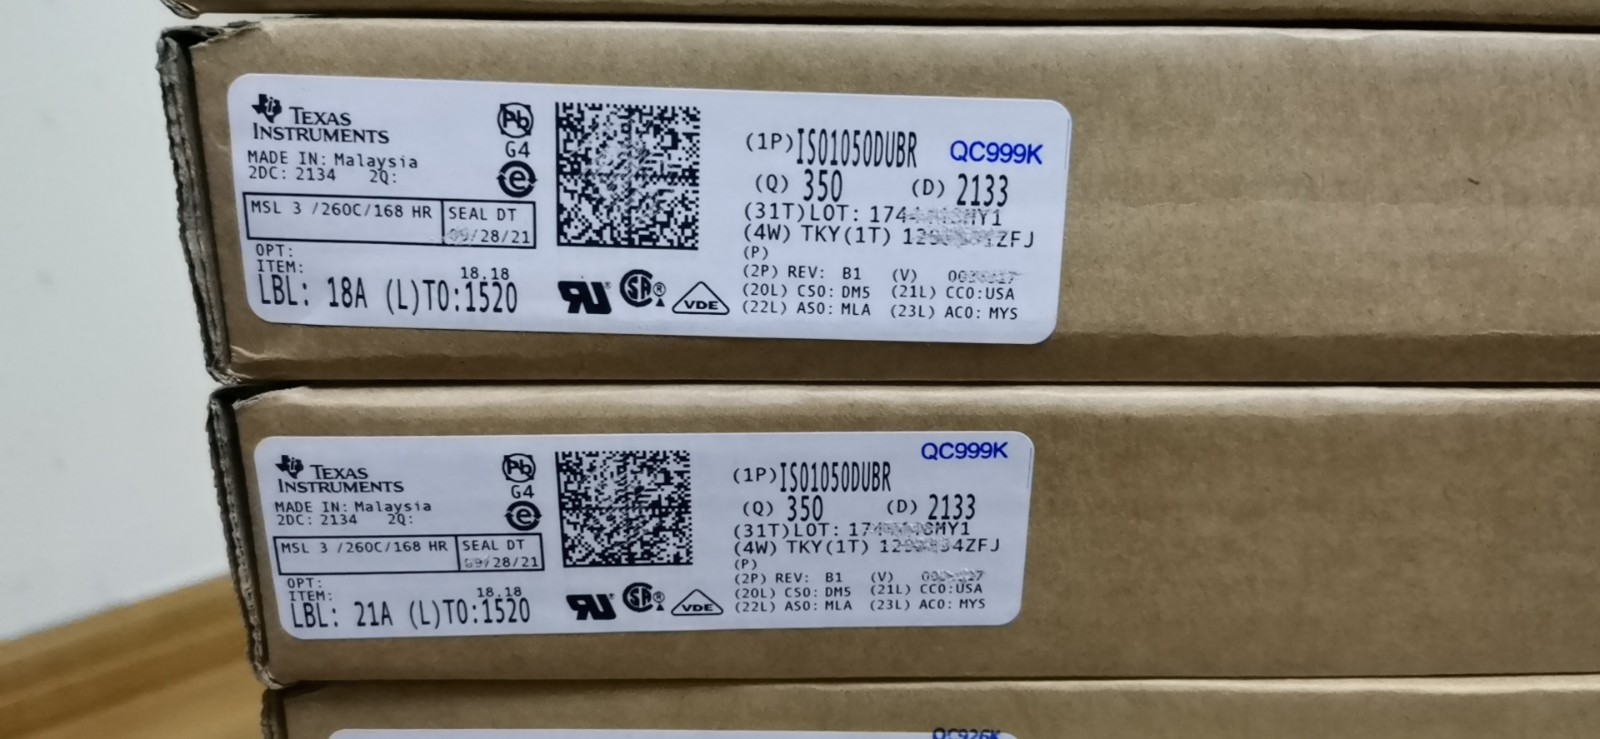 TEXAS
INSTRUMENTS
MADE IN: Malaysia
2DC: 2134 2Q:
MSL 3 /260C/168 HR
SEAL DT
09/28/21
OPT:
ITEM:
18.18
LBL: 18A (L)TO:1520
Pb
G4
e
VDE
(1P)ISO1050DUBR QC999K
(Q) 350 (D) 2133
(31T)LOT:
(4W) TKY(1T)
(P)
(2P) REV: B1 (V)
(20L) CSO: DM5 (21L) CCO:USA
(22L) ASO: MLA (23L) ACO: MYS
TEXAS
INSTRUMENTS
MADE IN: Malaysia
2DC: 2134 2Q:
MSL 3 /260C/168 HR
SEAL DT
09/28/21
OPT:
ITEM:
18.18
LBL: 21A (L)TO:1520
Pb
G4
e
VDE
QC999K
(1P)ISO1050DUBR
(Q) 350 (D) 2133
(31T)LOT:
(4W) TKY(1T)
(P)
(2P) REV: B1 (V)
(20L) CSO: DM5 (21L) CCO:USA
(22L) ASO: MLA (23L) ACO: MYS
QC926K